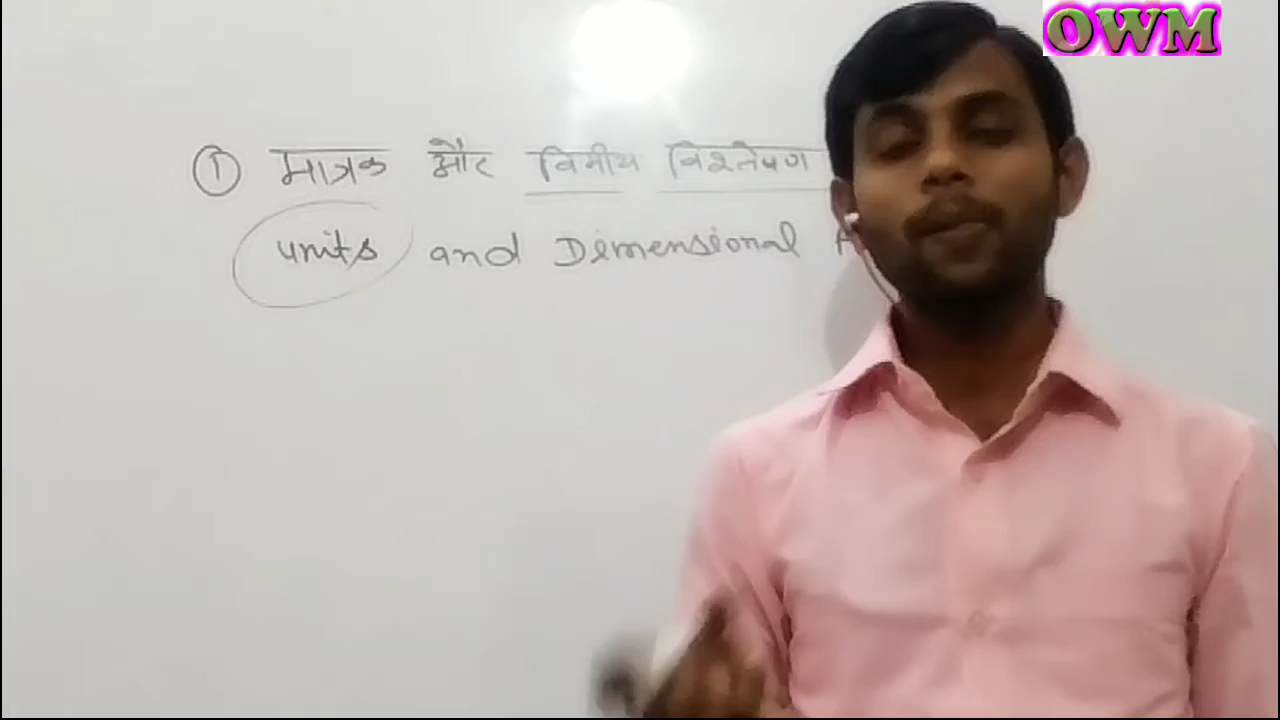 OWM
① मात्रक और विमीय विश्लेषण
units and Dimensional A